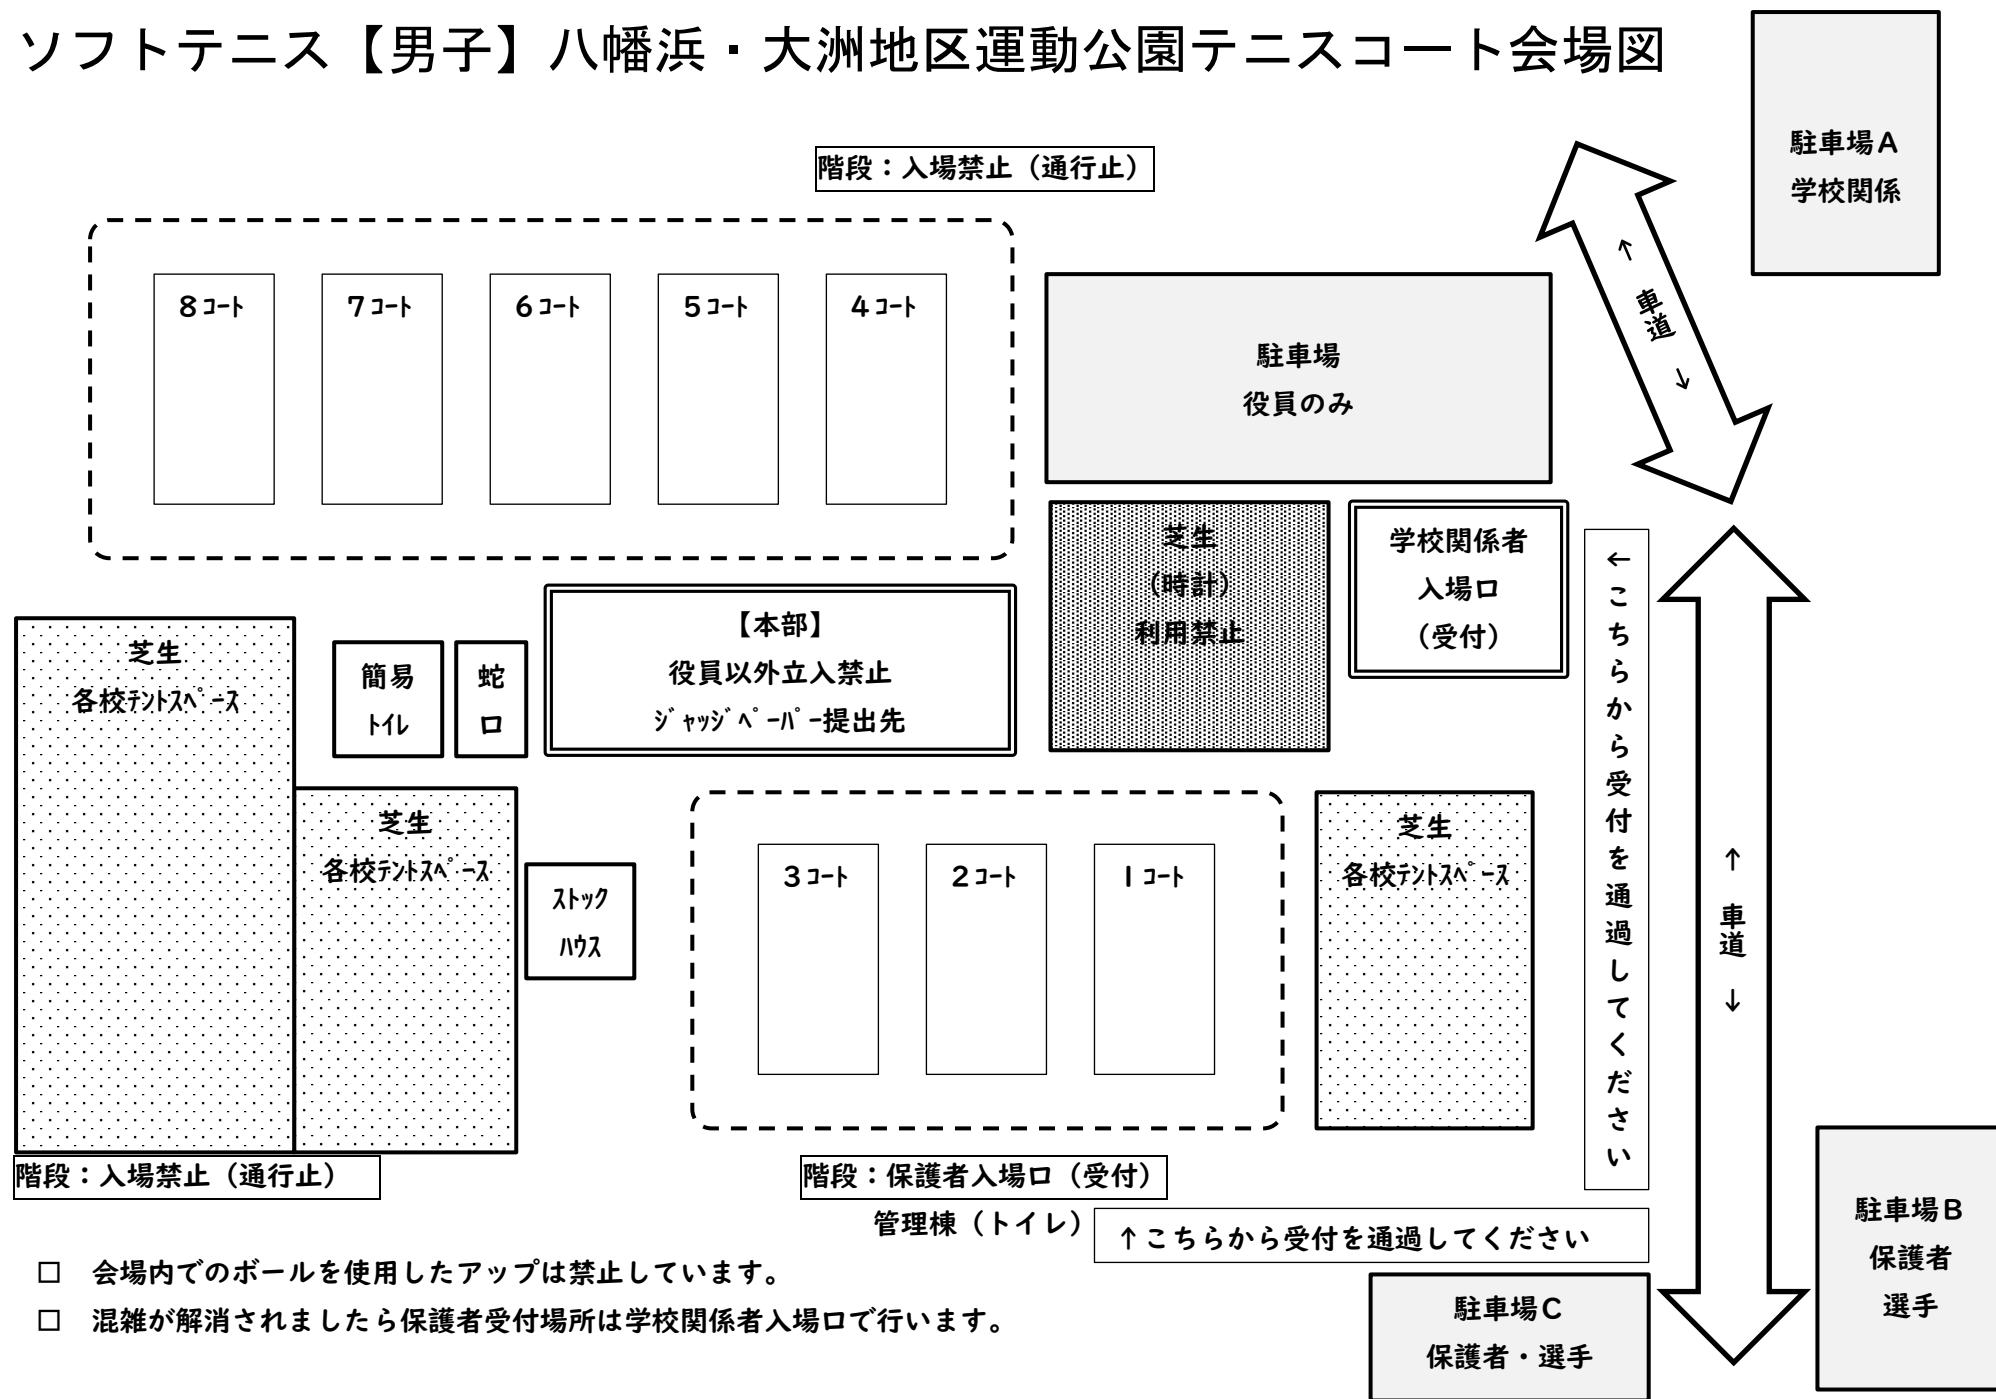 ソフトテニス【男子】八幡浜・大洲地区運動公園テニスコート会場図
駐車場A
学校関係
階段：入場禁止（通行止）
↑ 車道 ↓
8ｺｰﾄ
7ｺｰﾄ
6ｺｰﾄ
5ｺｰﾄ
4ｺｰﾄ
駐車場
役員のみ
芝生
（時計）
利用禁止
学校関係者
入場口
（受付）
←こちらから受付を通過してください
【本部】
役員以外立入禁止
ｼﾞｬｯｼﾞﾍﾟｰﾊﾟｰ提出先
芝生
各校ﾃﾝﾄｽﾍﾟｰｽ
簡易
ﾄｲﾚ
蛇
口
芝生
各校ﾃﾝﾄｽﾍﾟｰｽ
ｽﾄｯｸ
ﾊｳｽ
3ｺｰﾄ
2ｺｰﾄ
1ｺｰﾄ
芝生
各校ﾃﾝﾄｽﾍﾟｰｽ
↑ 車道 ↓
階段：入場禁止（通行止）
階段：保護者入場口（受付）
管理棟（トイレ）
↑こちらから受付を通過してください
駐車場B
保護者
選手
駐車場C
保護者・選手
□ 会場内でのボールを使用したアップは禁止しています。
□ 混雑が解消されましたら保護者受付場所は学校関係者入場口で行います。